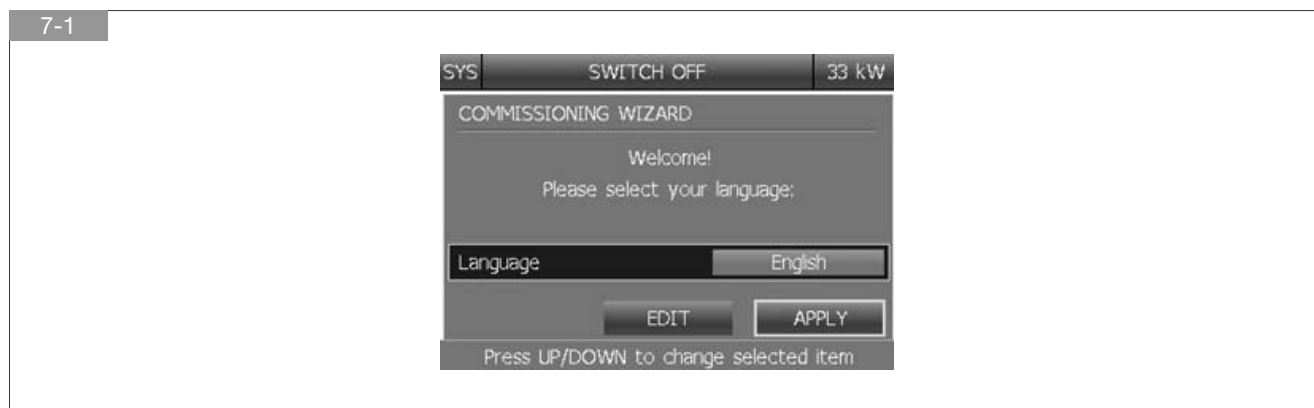 7-1
SYS SWITCH OFF 33 kW
COMMISSIONING WIZARD
Welcome!
Please select your language:
Language English
EDIT APPLY
Press UP/DOWN to change selected item